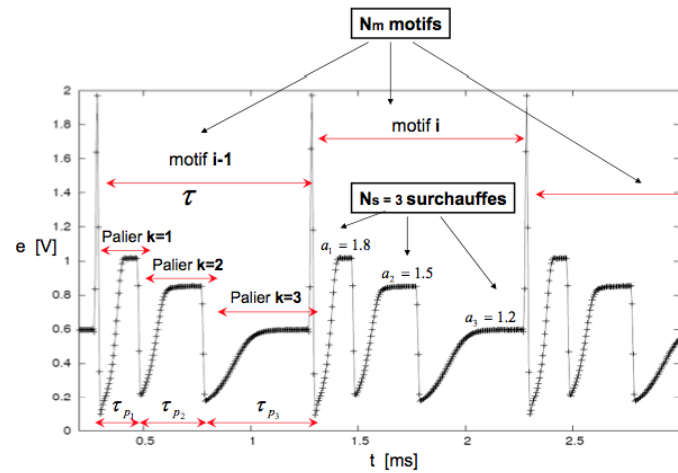 Nm motifs
2
1.8
1.6
1.4
1.2
1
0.8
0.6
0.4
0.2
0
e [V]
motif i-1
τ
motif i
Ns = 3 surchauffes
Palier k=1
Palier k=2
Palier k=3
a1 = 1.8
a2 = 1.5
a3 = 1.2
τp1
τp2
τp3
0.5 1 1.5 2 2.5
t [ms]